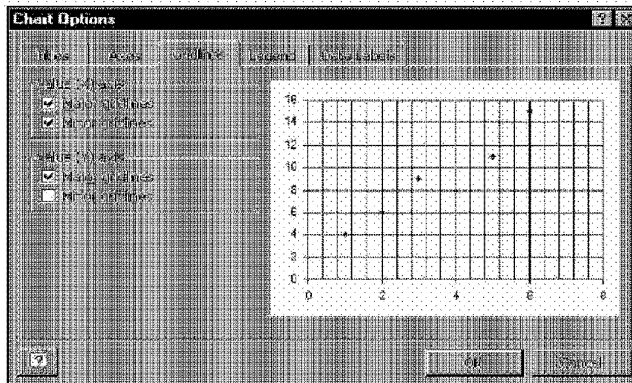 Chart Options
Titles Axes Gridlines Legend Data Labels
Value (X) axis
Major gridlines
Minor gridlines
Value (Y) axis
Major gridlines
Minor gridlines
16
14
12
10
8
6
4
2
0
0 2 4 6 8
OK Cancel